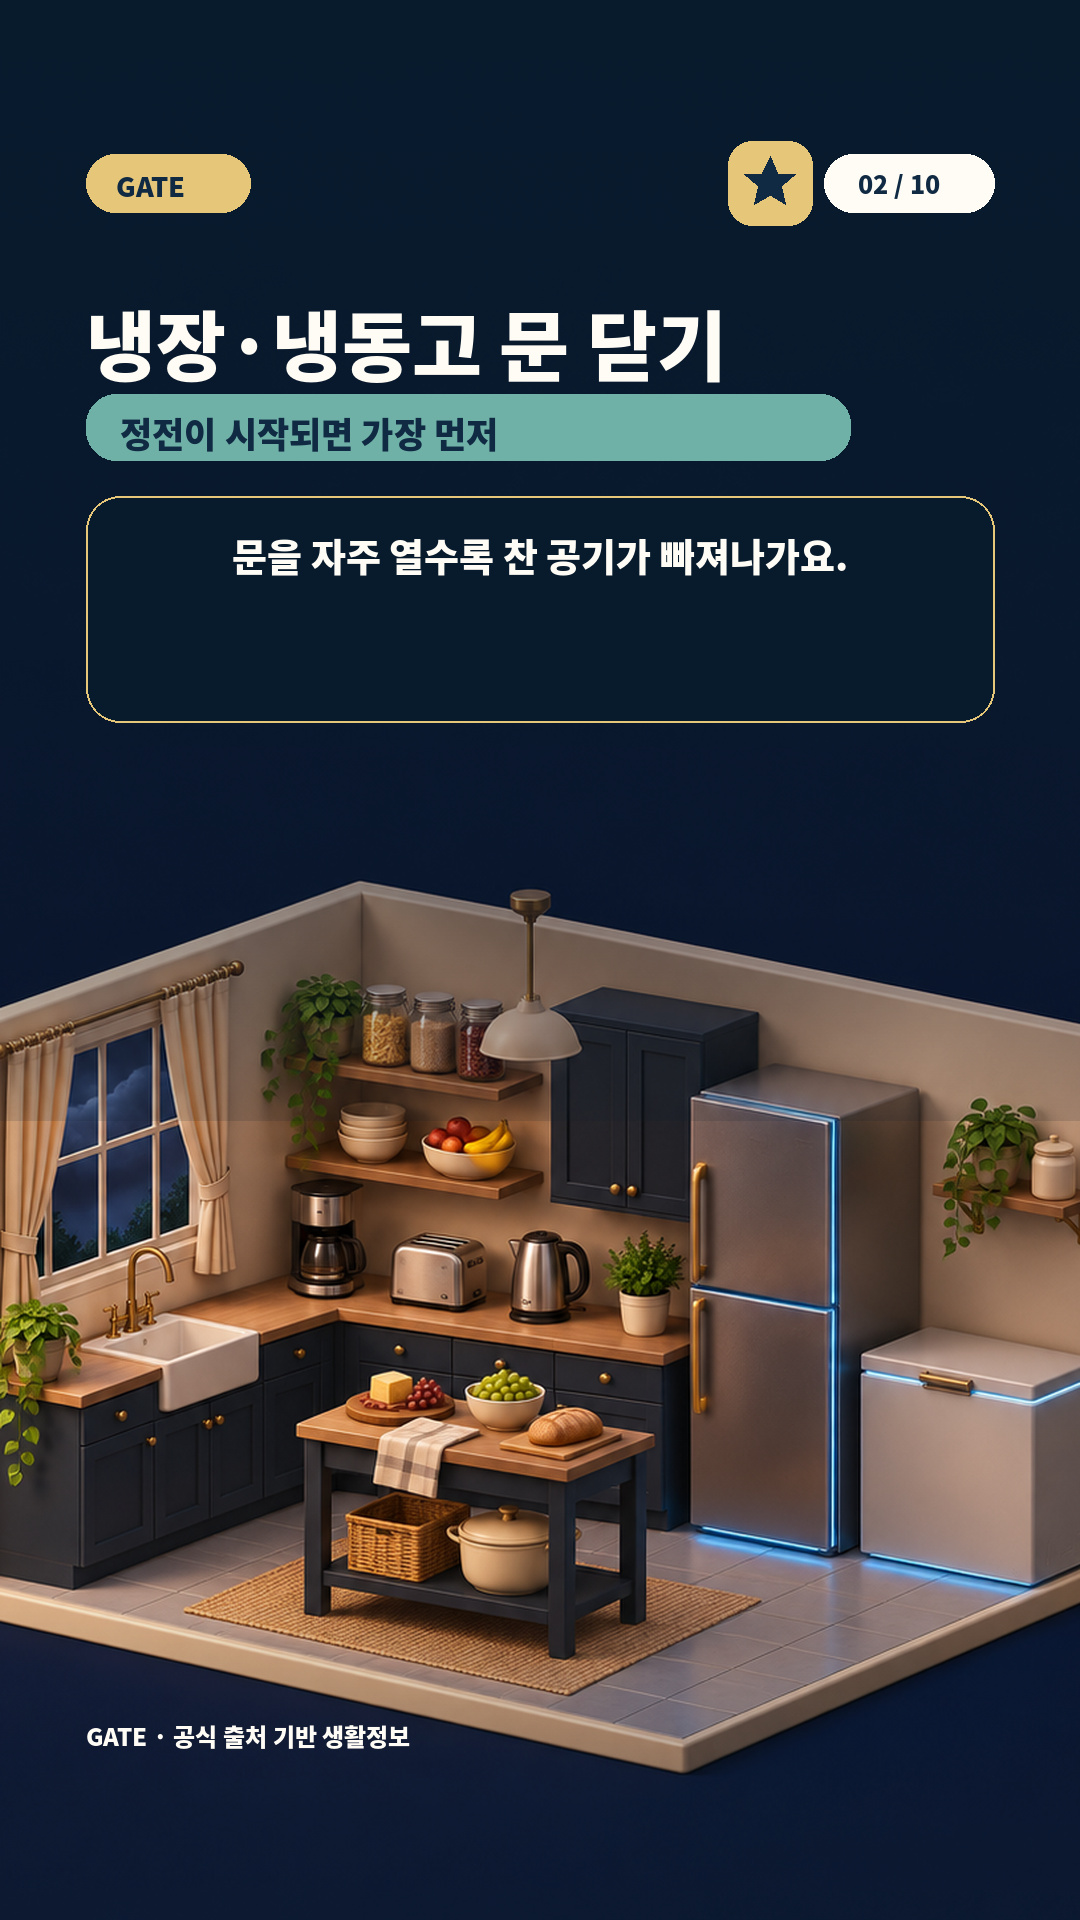 GATE
02 / 10
냉장·냉동고 문 닫기
정전이 시작되면 가장 먼저
문을 자주 열수록 찬 공기가 빠져나가요.
GATE · 공식 출처 기반 생활정보